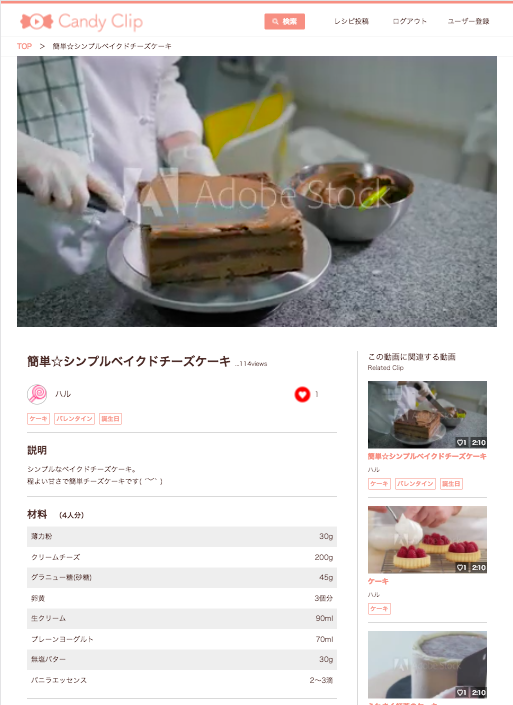 Candy Clip
検索
レシピ投稿
ログアウト
ユーザー登録
TOP > 簡単☆シンプルベイクドチーズケーキ
Adobe Stock
簡単☆シンプルベイクドチーズケーキ ...114views
ハル
1
ケーキ バレンタイン 誕生日
説明
シンプルなベイクドチーズケーキ。
程よい甘さで簡単チーズケーキです( ˘︶˘ )
材料 (4人分)
薄力粉 30g
クリームチーズ 200g
グラニュー糖(砂糖) 45g
卵黄 3個分
生クリーム 90ml
プレーンヨーグルト 70ml
無塩バター 30g
バニラエッセンス 2〜3滴
この動画に関連する動画
Related Clip
♡1 2:10
簡単☆シンプルベイクドチーズケーキ
ハル
ケーキ バレンタイン 誕生日
♡1 2:10
ケーキ
ハル
ケーキ
♡1 2:10